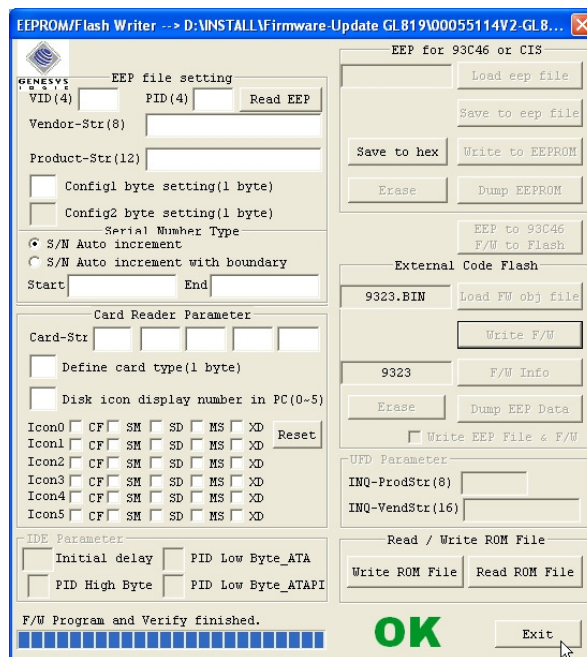 EEPROM/Flash Writer --> D:\INSTALL\Firmware-Update GL819\00055114V2-GL8...
GENESYS
LOGIC
EEP file setting
VID(4) PID(4) Read EEP
Vendor-Str(8)
Product-Str(12)
Config1 byte setting(1 byte)
Config2 byte setting(1 byte)
Serial Number Type
S/N Auto increment
S/N Auto increment with boundary
Start End
Card Reader Parameter
Card-Str
Define card type(1 byte)
Disk icon display number in PC(0~5)
Icon0 CF SM SD MS XD
Icon1 CF SM SD MS XD
Icon2 CF SM SD MS XD
Icon3 CF SM SD MS XD
Icon4 CF SM SD MS XD
Icon5 CF SM SD MS XD
Reset
IDE Parameter
Initial delay PID Low Byte_ATA
PID High Byte PID Low Byte_ATAPI
F/W Program and Verify finished.
EEP for 93C46 or CIS
Load eep file
Save to eep file
Save to hex Write to EEPROM
Erase Dump EEPROM
EEP to 93C46
F/W to Flash
External Code Flash
9323.BIN Load FW obj file
Write F/W
9323 F/W Info
Erase Dump EEP Data
Write EEP File & F/W
UFD Parameter
INQ-ProdStr(8)
INQ-VendStr(16)
Read / Write ROM File
Write ROM File Read ROM File
OK Exit